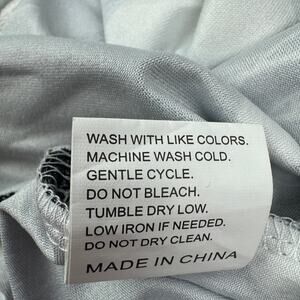 WASH WITH LIKE COLORS.
MACHINE WASH COLD.
GENTLE CYCLE.
DO NOT BLEACH.
TUMBLE DRY LOW.
LOW IRON IF NEEDED.
DO NOT DRY CLEAN.
MADE IN CHINA